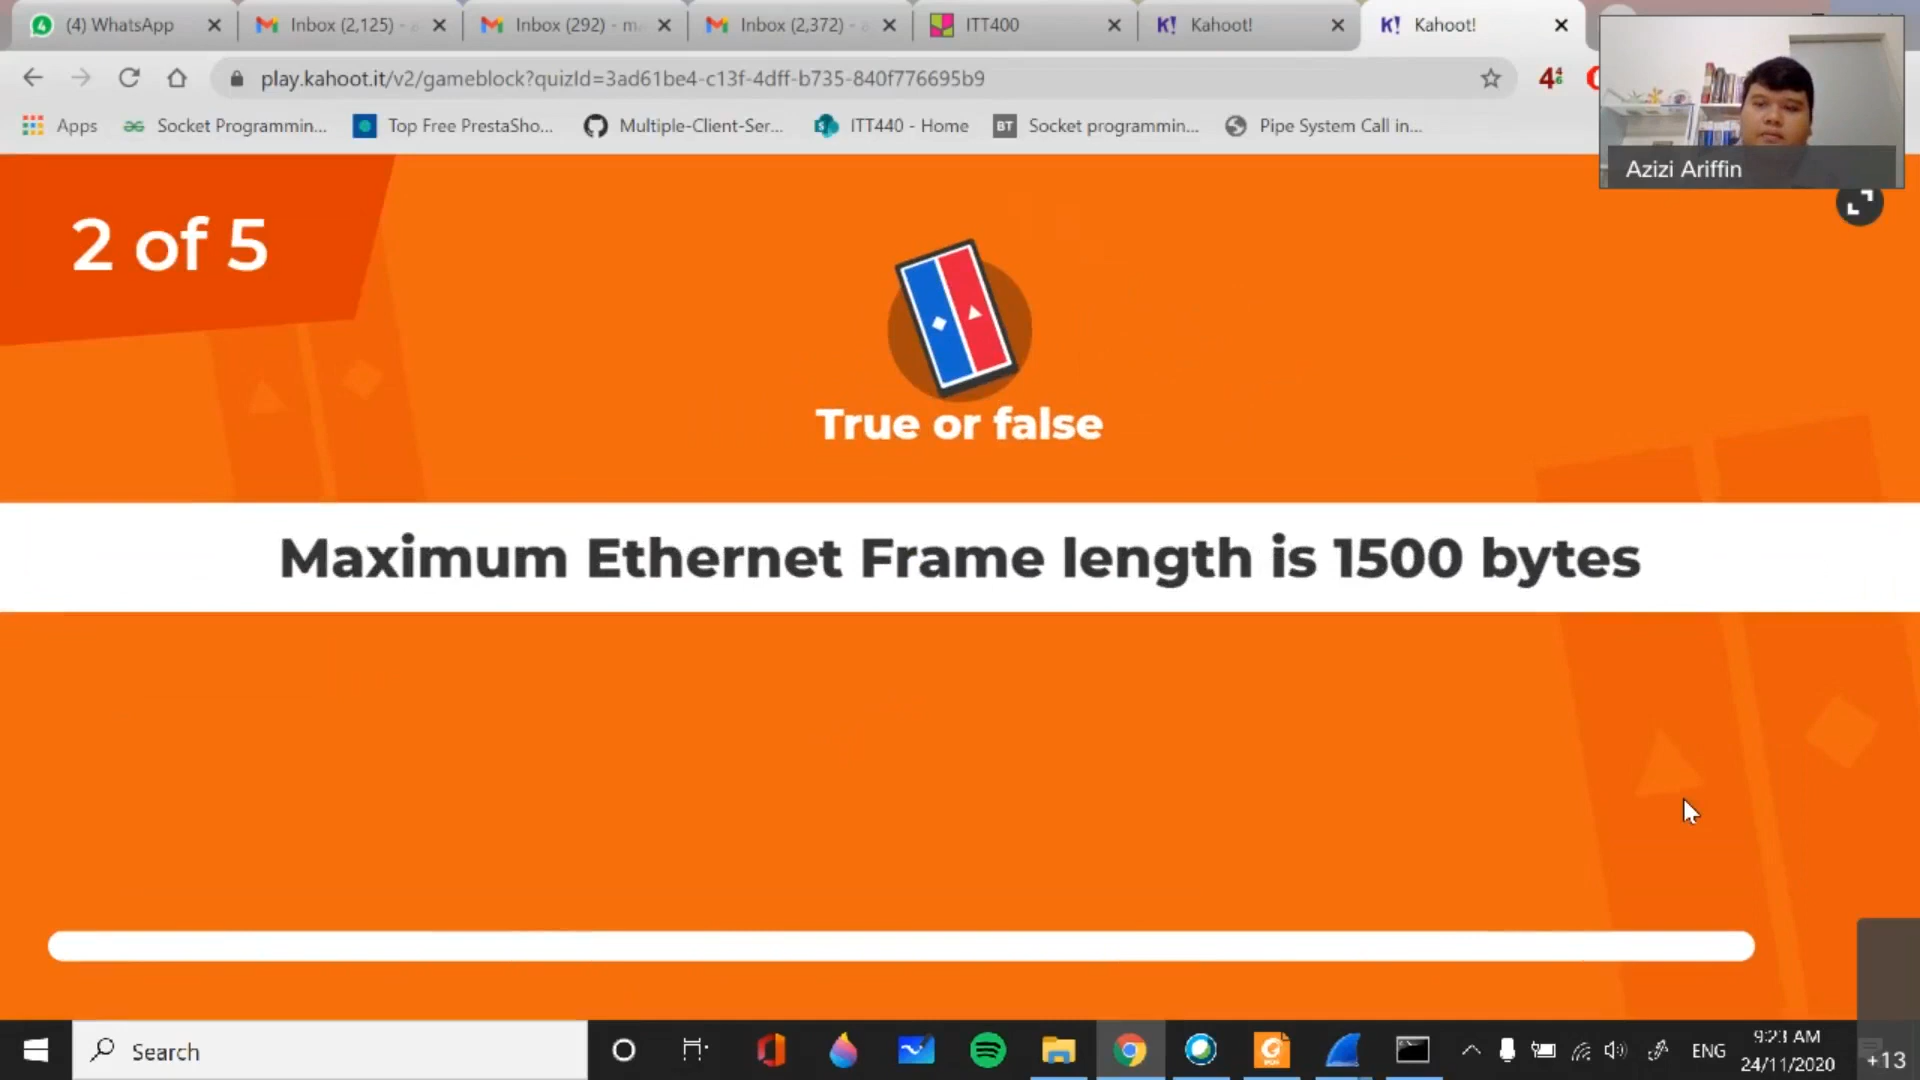 (4) WhatsApp
Inbox (2,125) -
Inbox (292) - m
Inbox (2,372) -
ITT400
K! Kahoot!
K! Kahoot!
play.kahoot.it/v2/gameblock?quizId=3ad61be4-c13f-4dff-b735-840f776695b9
Apps
Socket Programmin...
Top Free PrestaSho...
Multiple-Client-Ser...
ITT440 - Home
BT Socket programmin...
Pipe System Call in...
Azizi Ariffin
2 of 5
True or false
Maximum Ethernet Frame length is 1500 bytes
Search
ENG
9:23 AM
24/11/2020
+13